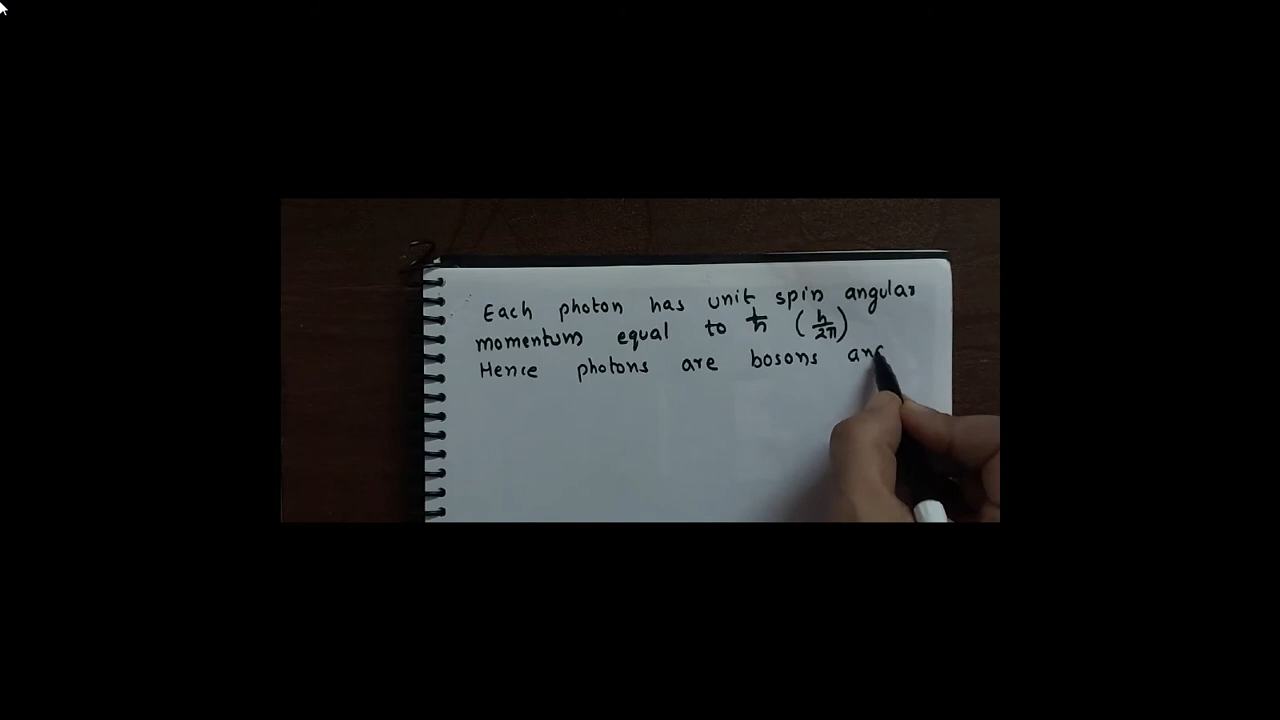 Each photon has unit spin angular
momentum equal to ℏ (h/2π)
Hence photons are bosons